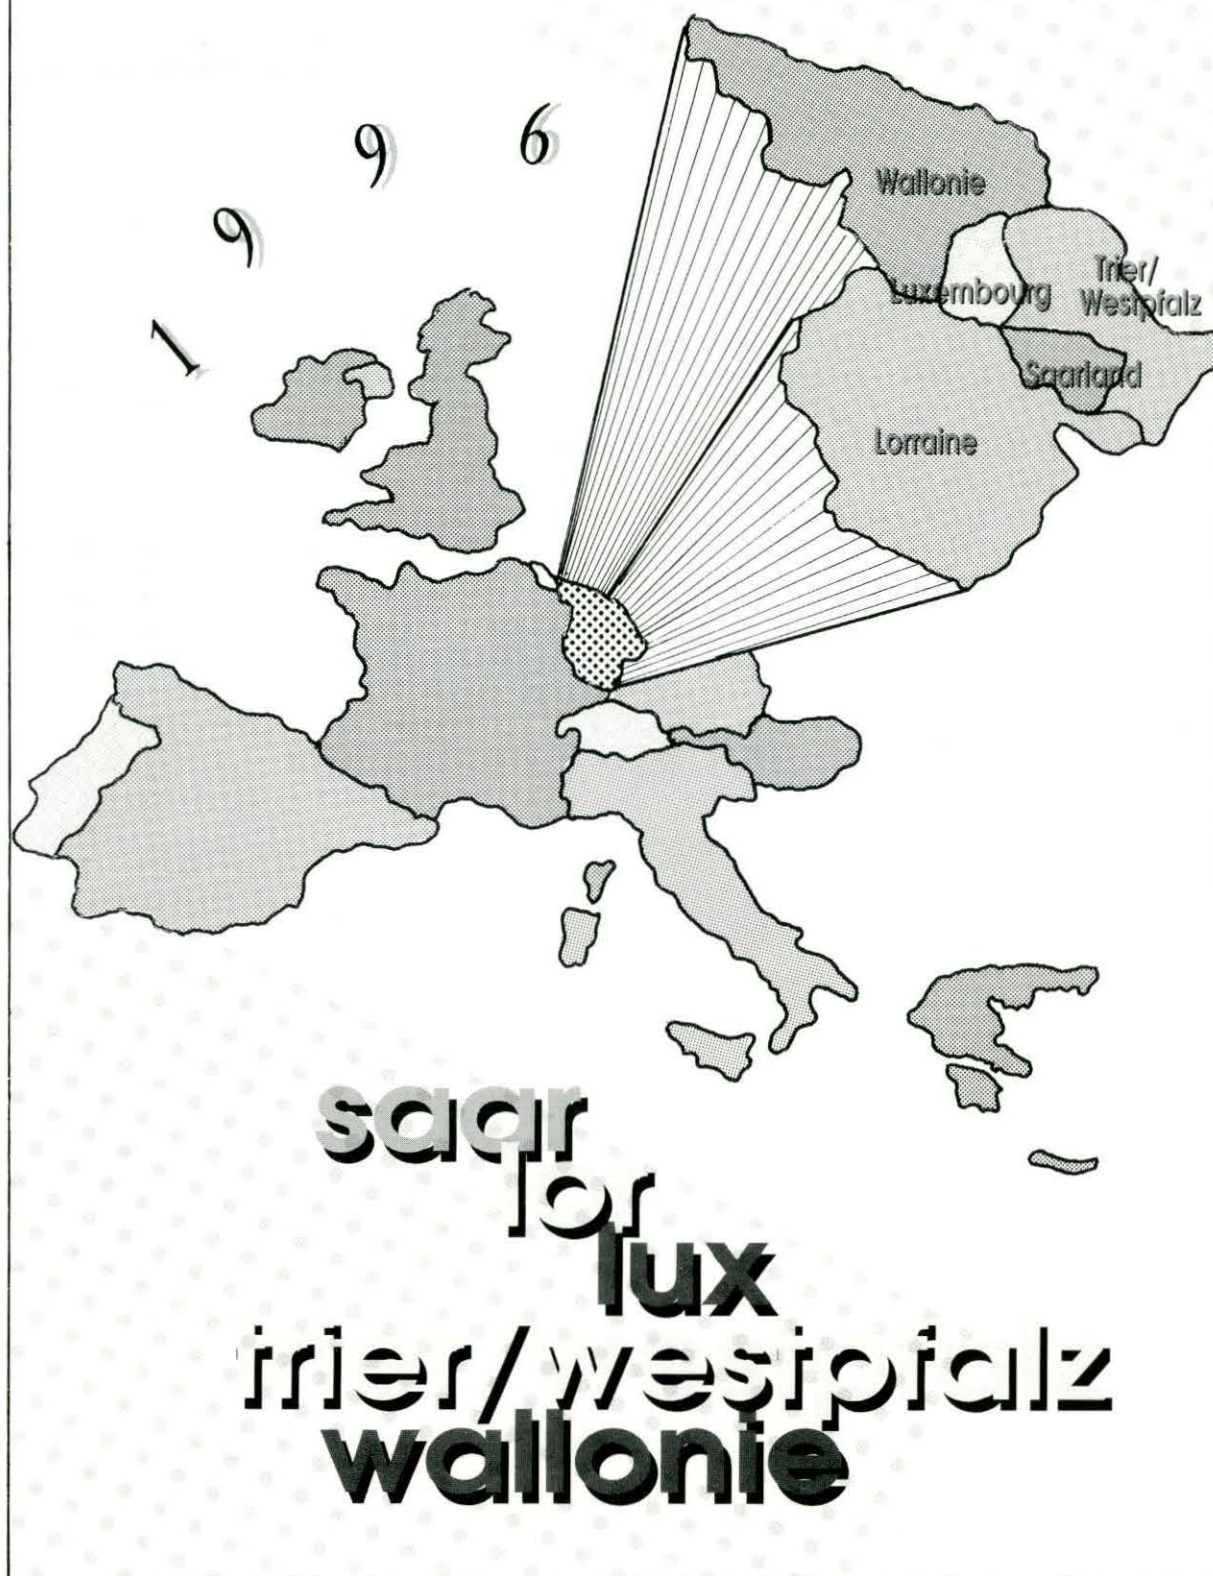 1 9 9 6
Wallonie
Luxembourg
Trier/
Westpfalz
Saarland
Lorraine
saar
lor
lux
trier/westpfalz
wallonie